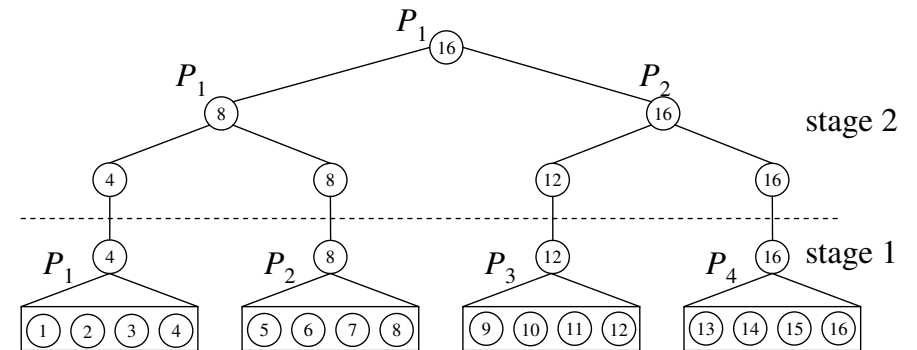 P1 16
P1 8 P2 16
stage 2
4 8 12 16
P1 4 P2 8 P3 12 P4 16 stage 1
1 2 3 4 5 6 7 8 9 10 11 12 13 14 15 16